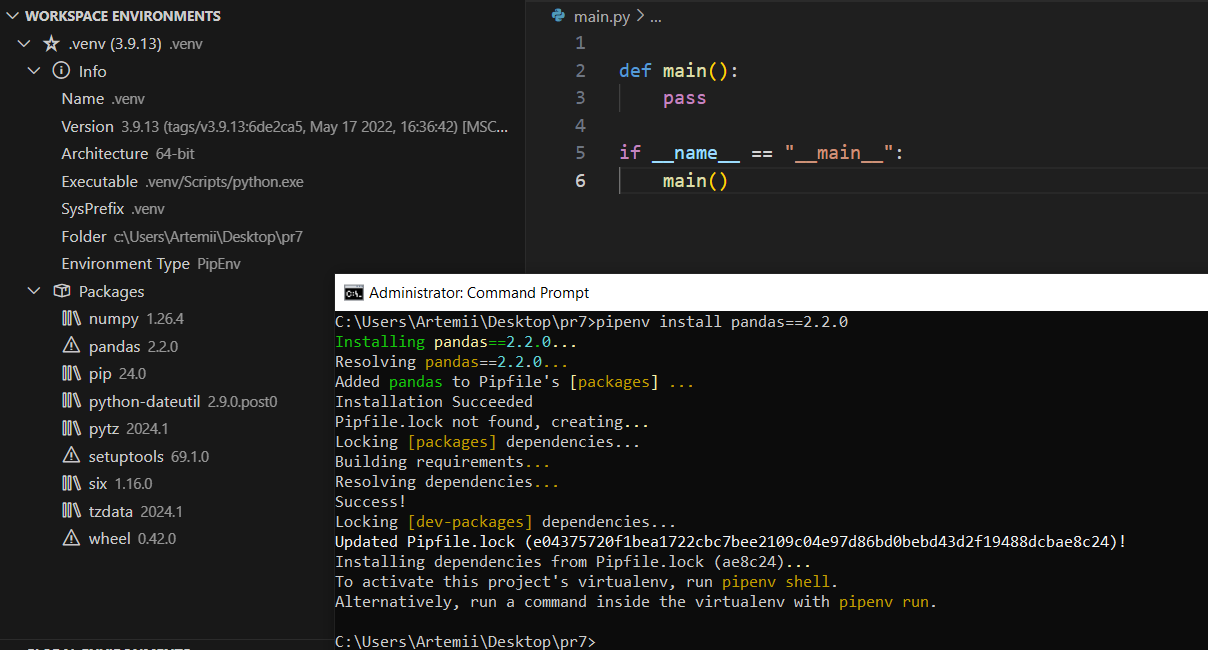 WORKSPACE ENVIRONMENTS
.venv (3.9.13) .venv
Info
Name .venv
Version 3.9.13 (tags/v3.9.13:6de2ca5, May 17 2022, 16:36:42) [MSC...
Architecture 64-bit
Executable .venv/Scripts/python.exe
SysPrefix .venv
Folder c:\Users\Artemii\Desktop\pr7
Environment Type PipEnv
Packages
numpy 1.26.4
pandas 2.2.0
pip 24.0
python-dateutil 2.9.0.post0
pytz 2024.1
setuptools 69.1.0
six 1.16.0
tzdata 2024.1
wheel 0.42.0
main.py > ...
1
2 def main():
3 pass
4
5 if __name__ == "__main__":
6 main()
Administrator: Command Prompt
C:\Users\Artemii\Desktop\pr7>pipenv install pandas==2.2.0
Installing pandas==2.2.0...
Resolving pandas==2.2.0...
Added pandas to Pipfile's [packages] ...
Installation Succeeded
Pipfile.lock not found, creating...
Locking [packages] dependencies...
Building requirements...
Resolving dependencies...
Success!
Locking [dev-packages] dependencies...
Updated Pipfile.lock (e04375720f1bea1722cbc7bee2109c04e97d86bd0bebd43d2f19488dcbae8c24)!
Installing dependencies from Pipfile.lock (ae8c24)...
To activate this project's virtualenv, run pipenv shell.
Alternatively, run a command inside the virtualenv with pipenv run.
C:\Users\Artemii\Desktop\pr7>